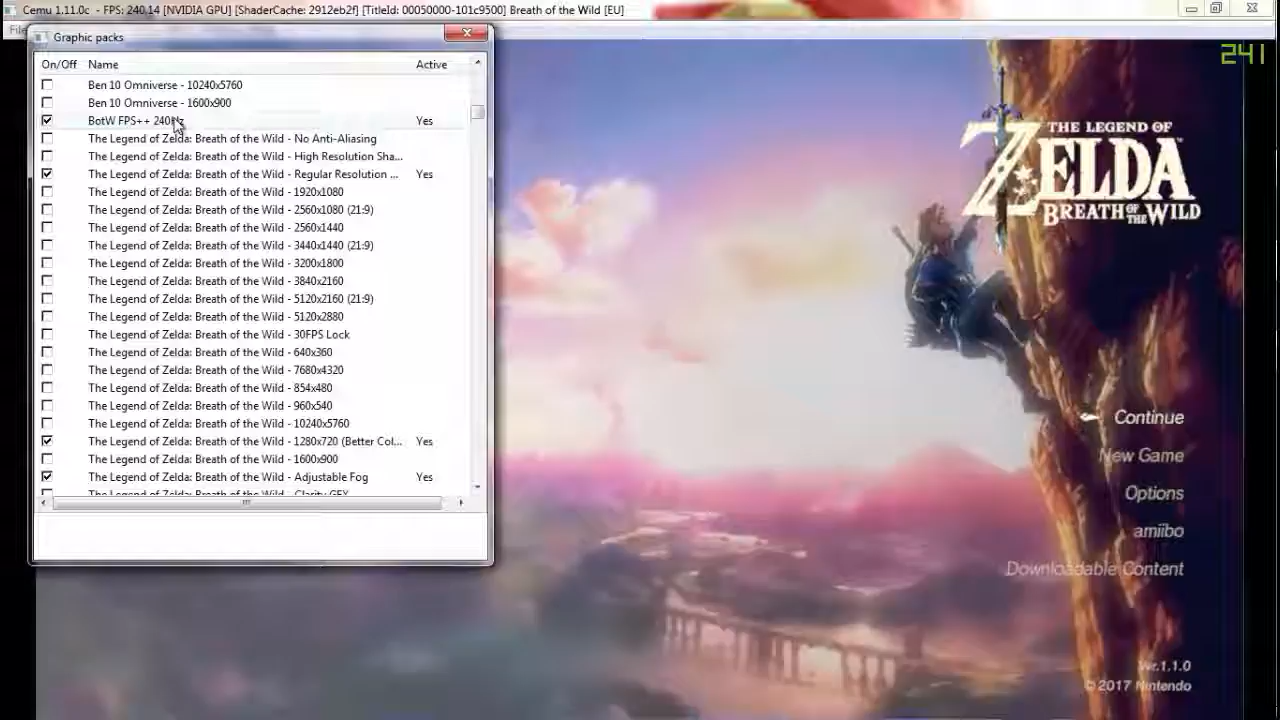 Cemu 1.11.0c - FPS: 240.14 [NVIDIA GPU] [ShaderCache: 2912eb2f] [TitleId: 00050000-101c9500] Breath of the Wild [EU]
241
Graphic packs
On/Off Name Active
Ben 10 Omniverse - 10240x5760
Ben 10 Omniverse - 1600x900
BotW FPS++ 240Hz Yes
The Legend of Zelda: Breath of the Wild - No Anti-Aliasing
The Legend of Zelda: Breath of the Wild - High Resolution Sha...
The Legend of Zelda: Breath of the Wild - Regular Resolution ... Yes
The Legend of Zelda: Breath of the Wild - 1920x1080
The Legend of Zelda: Breath of the Wild - 2560x1080 (21:9)
The Legend of Zelda: Breath of the Wild - 2560x1440
The Legend of Zelda: Breath of the Wild - 3440x1440 (21:9)
The Legend of Zelda: Breath of the Wild - 3200x1800
The Legend of Zelda: Breath of the Wild - 3840x2160
The Legend of Zelda: Breath of the Wild - 5120x2160 (21:9)
The Legend of Zelda: Breath of the Wild - 5120x2880
The Legend of Zelda: Breath of the Wild - 30FPS Lock
The Legend of Zelda: Breath of the Wild - 640x360
The Legend of Zelda: Breath of the Wild - 7680x4320
The Legend of Zelda: Breath of the Wild - 854x480
The Legend of Zelda: Breath of the Wild - 960x540
The Legend of Zelda: Breath of the Wild - 10240x5760
The Legend of Zelda: Breath of the Wild - 1280x720 (Better Col... Yes
The Legend of Zelda: Breath of the Wild - 1600x900
The Legend of Zelda: Breath of the Wild - Adjustable Fog Yes
The Legend of Zelda: Breath of the Wild - Clarity GFX
THE LEGEND OF
ZELDA
BREATH OF THE WILD
Continue
New Game
Options
amiibo
Downloadable Content
Ver.1.1.0
© 2017 Nintendo